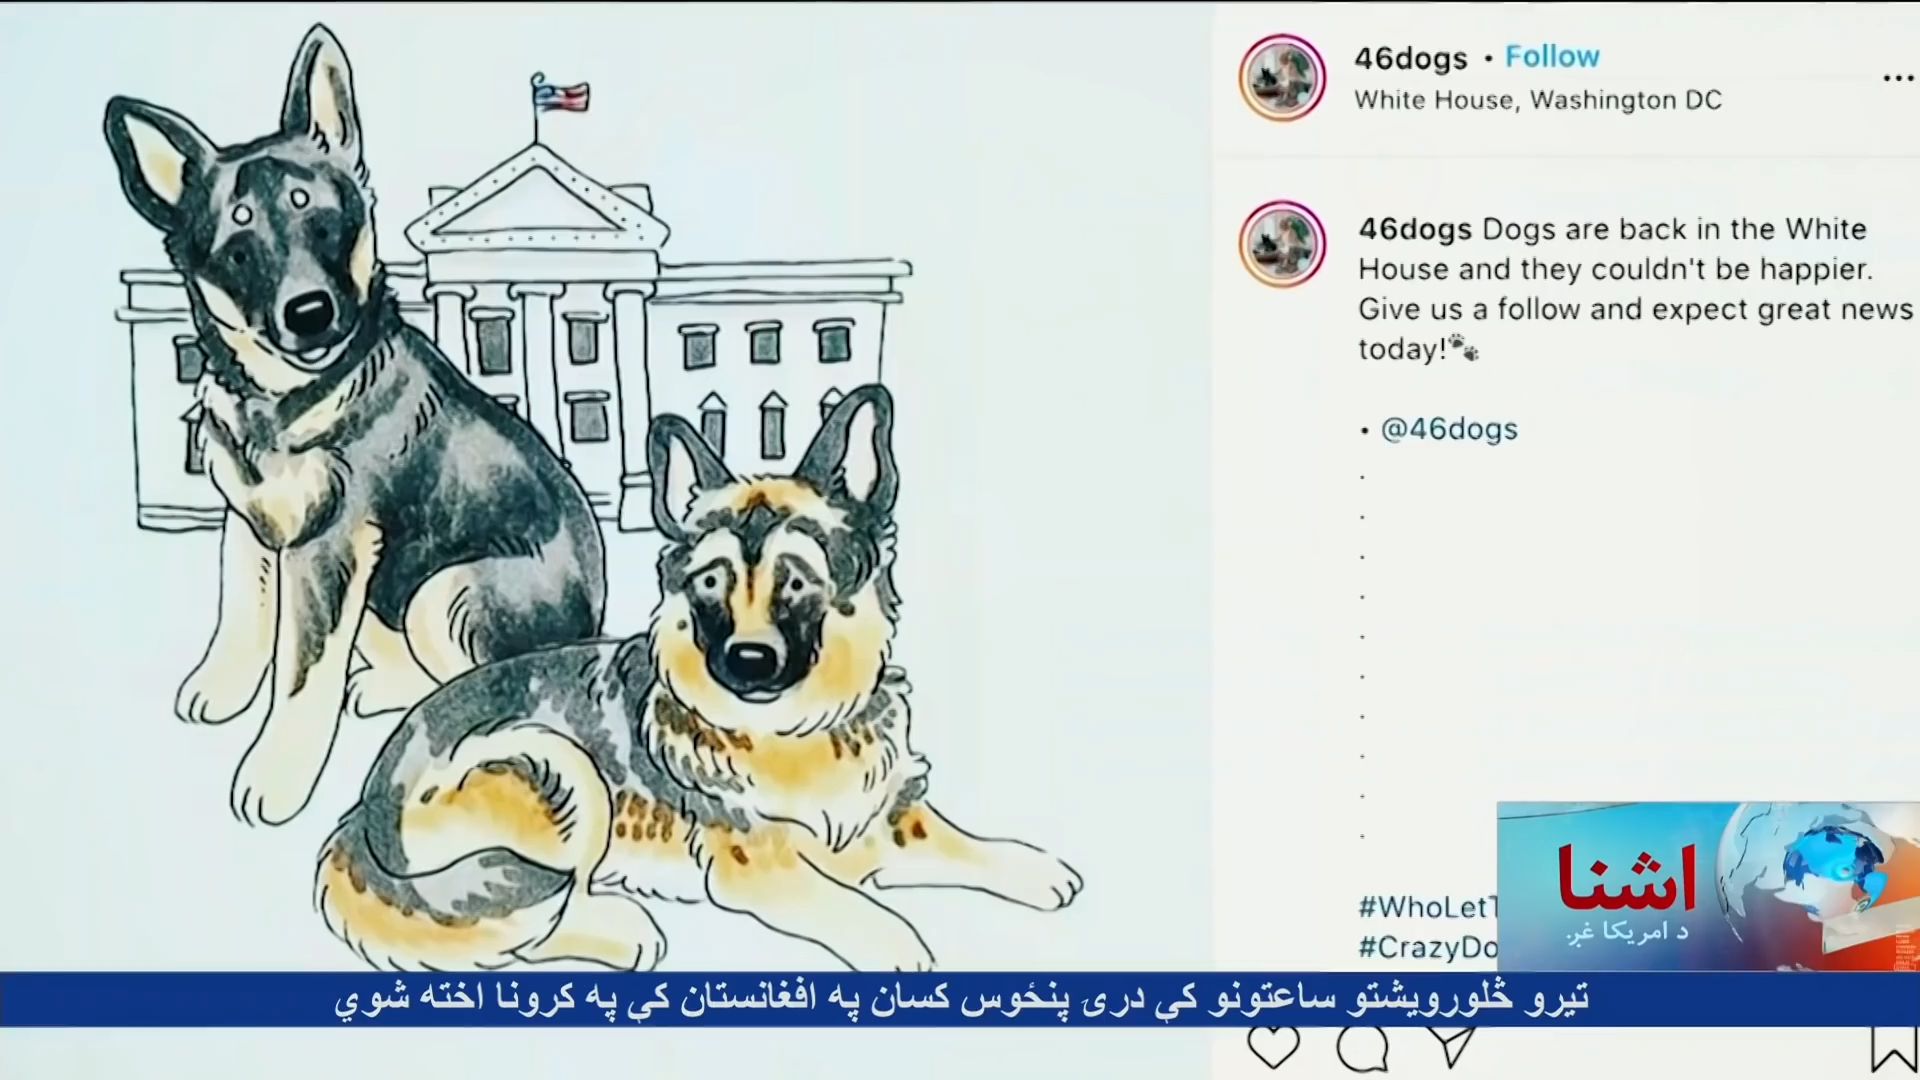 46dogs • Follow
White House, Washington DC
46dogs Dogs are back in the White
House and they couldn't be happier.
Give us a follow and expect great news
today!🐾
• @46dogs
.
.
.
.
.
.
.
.
.
.
#WhoLetT
#CrazyDo
اشنا
د امریکا غږ
تیرو څلورویشتو ساعتونو کې درې پنځوس کسان په افغانستان کې په کرونا اخته شوي